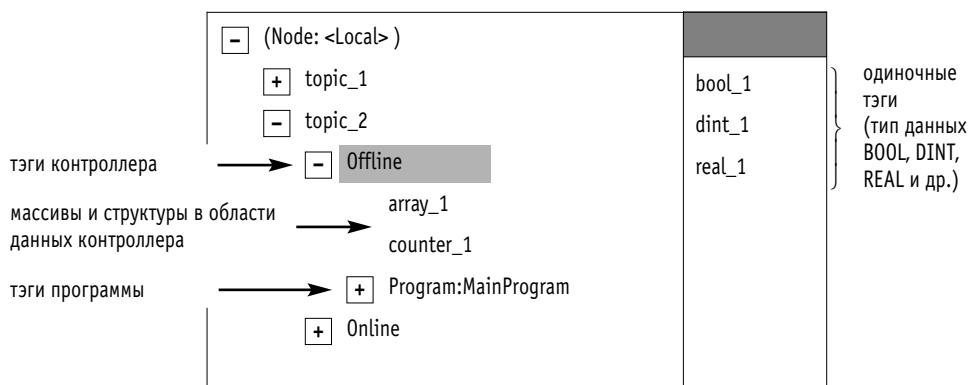 (Node: <Local> )
+ topic_1
- topic_2
тэги контроллера
Offline
массивы и структуры в области
данных контроллера
array_1
counter_1
тэги программы
Program:MainProgram
Online
bool_1
dint_1
real_1
одиночные
тэги
(тип данных
BOOL, DINT,
REAL и др.)